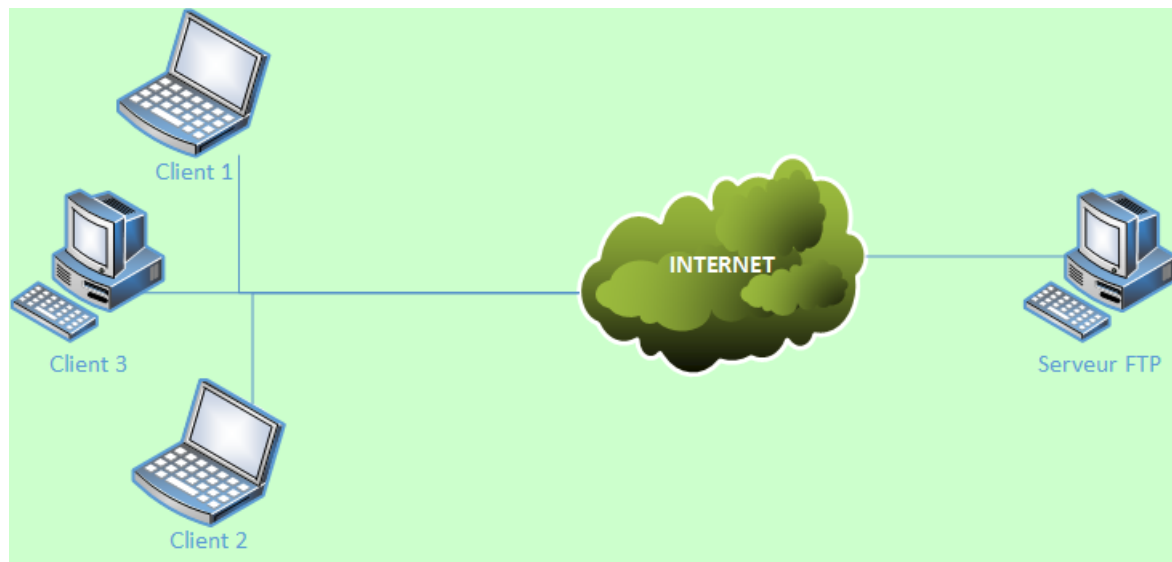 Client 1
INTERNET
Client 3
Serveur FTP
Client 2